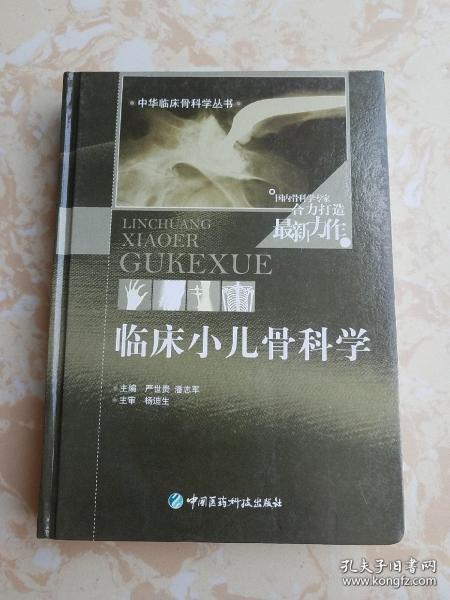 中华临床骨科学丛书
国内骨科学专家
合力打造
最新力作
LINCHUANG
XIAOER
GUKEXUE
临床小儿骨科学
主编 严世贵 潘志军
主审 杨迪生
中国医药科技出版社
孔夫子旧书网
www.kongfz.com